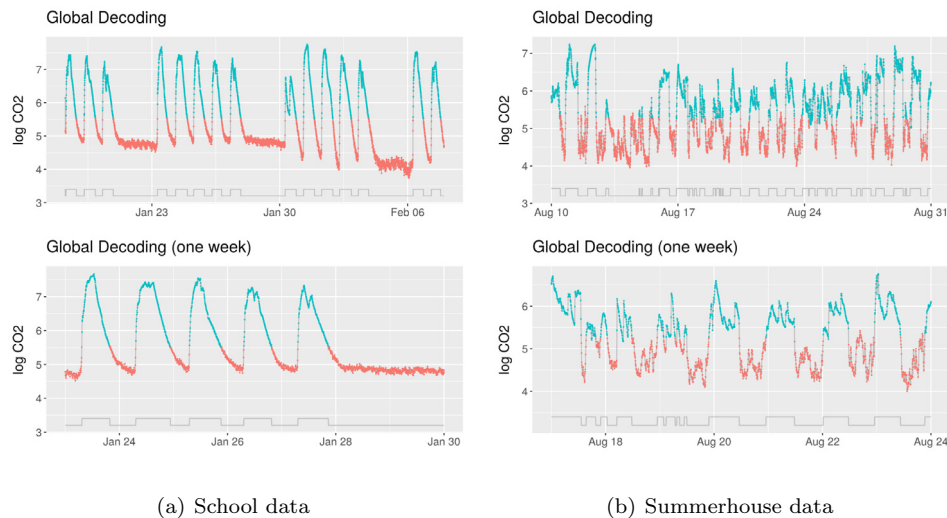 Global Decoding
log CO2
7
6
5
4
3
Jan 23
Jan 30
Feb 06
Global Decoding (one week)
log CO2
7
6
5
4
3
Jan 24
Jan 26
Jan 28
Jan 30
(a) School data
Global Decoding
log CO2
7
6
5
4
3
Aug 10
Aug 17
Aug 24
Aug 31
Global Decoding (one week)
log CO2
6
5
4
Aug 18
Aug 20
Aug 22
Aug 24
(b) Summerhouse data